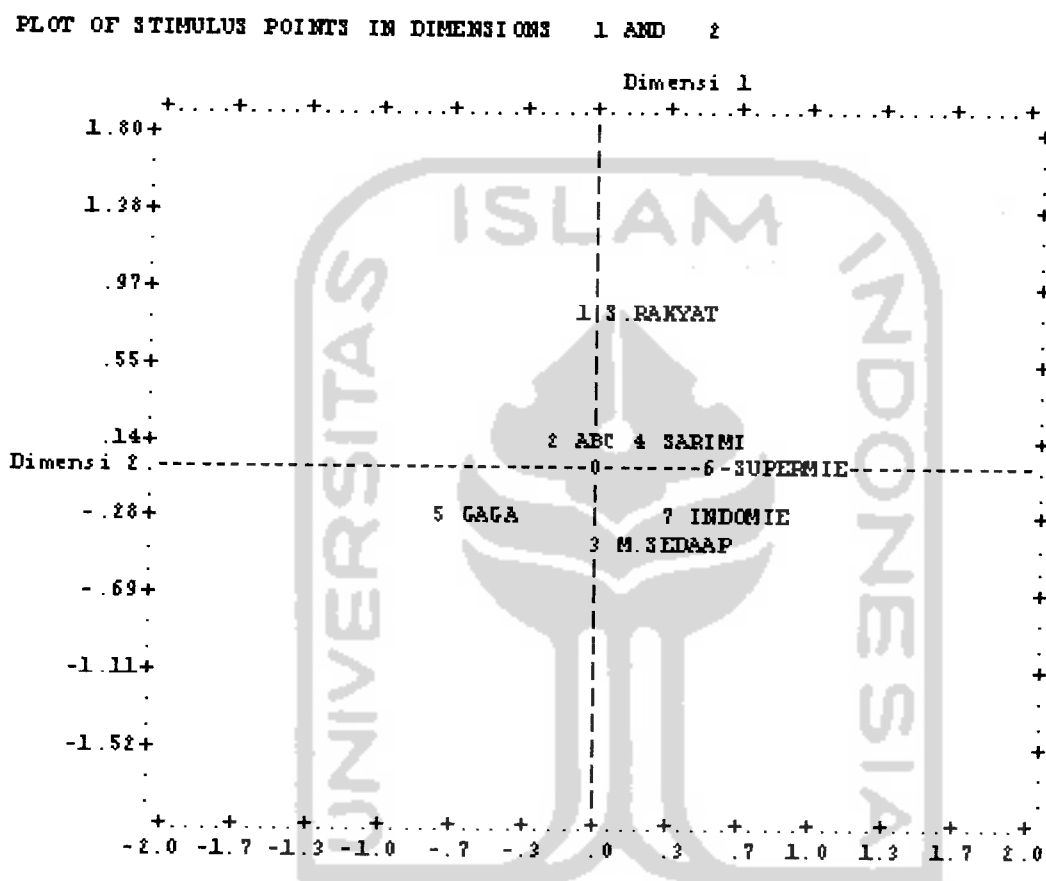 PLOT OF STIMULUS POINTS IN DIMENSIONS 1 AND 2
Dimensi 1
+....+....+....+....+....+....+....+....+....+....+....+....+
1.80+
1.38+
.97+
1|S.RAKYAT
.55+
.14+ 2 ABC 4 SARIMI
Dimensi 2.------------------------------0-------6-SUPERMIE-------------
-.28+ 5 GAGA 7 INDOMIE
3 M.SEDAAP
-.69+
-1.11+
-1.52+
+....+....+....+....+....+....+....+....+....+....+....+....+
-2.0 -1.7 -1.3 -1.0 -.7 -.3 .0 .3 .7 1.0 1.3 1.7 2.0
UNIVERSITAS
ISLAM
INDONESIA